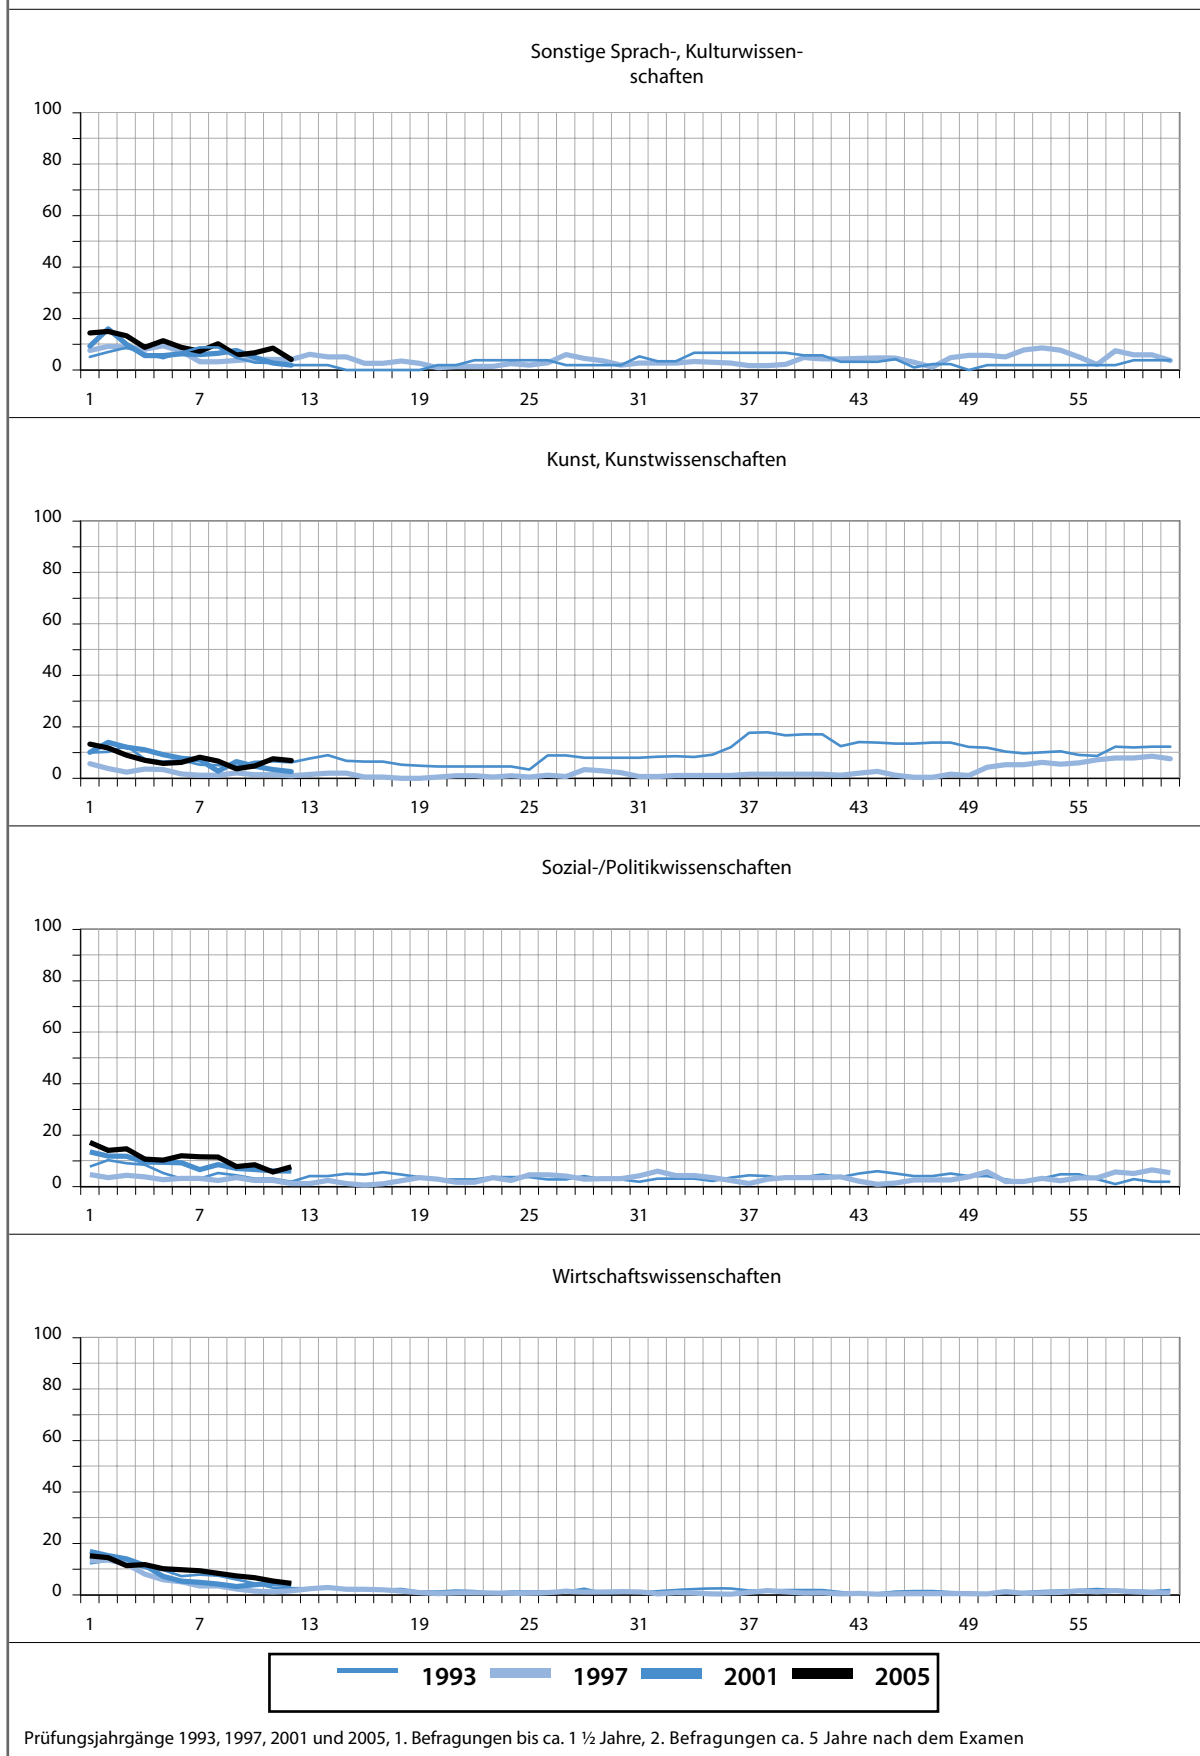 Sonstige Sprach-, Kulturwissen-
schaften
100
80
60
40
20
0
1 7 13 19 25 31 37 43 49 55
Kunst, Kunstwissenschaften
100
80
60
40
20
0
1 7 13 19 25 31 37 43 49 55
Sozial-/Politikwissenschaften
100
80
60
40
20
0
1 7 13 19 25 31 37 43 49 55
Wirtschaftswissenschaften
100
80
60
40
20
0
1 7 13 19 25 31 37 43 49 55
1993 1997 2001 2005
Prüfungsjahrgänge 1993, 1997, 2001 und 2005, 1. Befragungen bis ca. 1 ½ Jahre, 2. Befragungen ca. 5 Jahre nach dem Examen